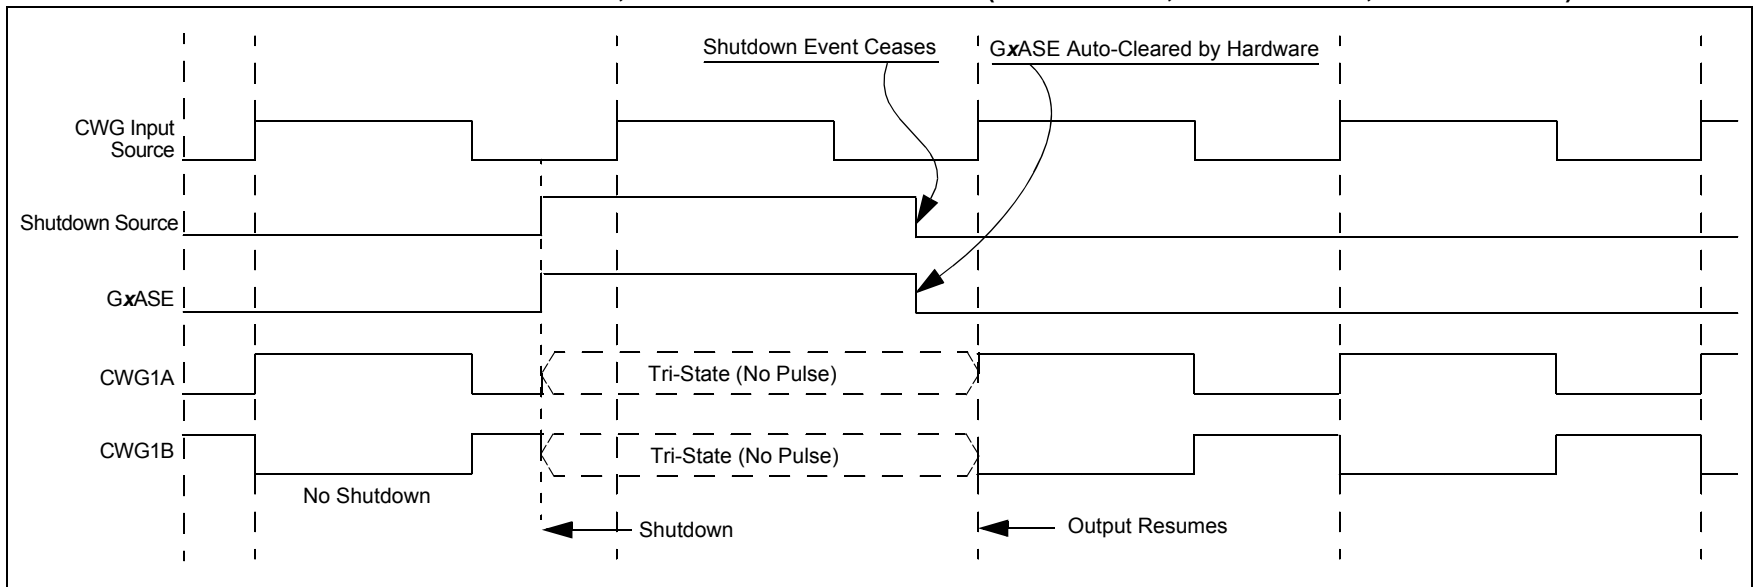 Shutdown Event Ceases
GxASE Auto-Cleared by Hardware
CWG Input
Source
Shutdown Source
GxASE
CWG1A
Tri-State (No Pulse)
CWG1B
Tri-State (No Pulse)
No Shutdown
Shutdown
Output Resumes